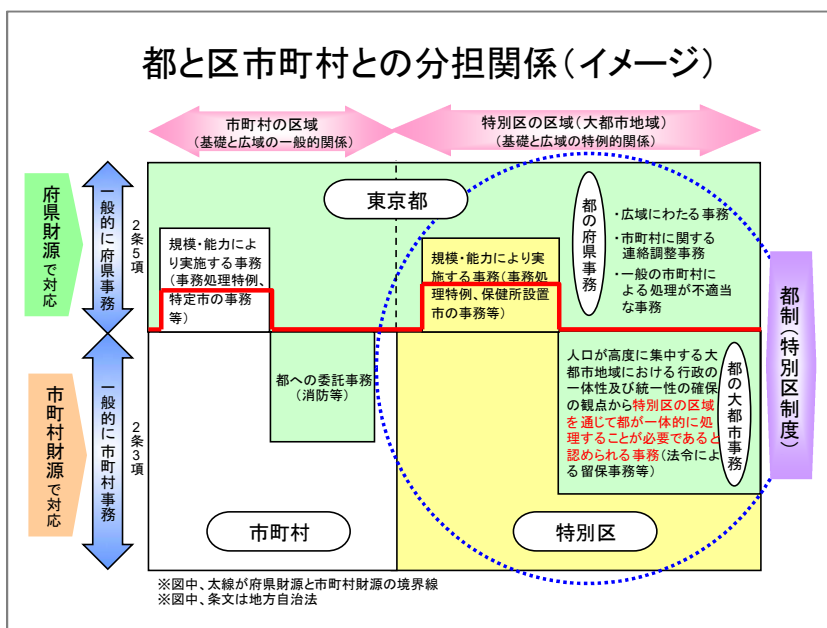 都と区市町村との分担関係(イメージ)
市町村の区域
(基礎と広域の一般的関係)
特別区の区域(大都市地域)
(基礎と広域の特例的関係)
府県財源で対応
一般的に府県事務
2条5項
東京都
規模・能力によ
り実施する事務
(事務処理特例、
特定市の事務
等)
規模・能力により実
施する事務(事務処
理特例、保健所設置
市の事務等)
都の府県事務
・広域にわたる事務
・市町村に関する
連絡調整事務
・一般の市町村に
よる処理が不適当
な事務
都制(特別区制度)
市町村財源で対応
一般的に市町村事務
2条3項
都への委託事務
(消防等)
人口が高度に集中する大
都市地域における行政の
一体性及び統一性の確保
の観点から特別区の区域
を通じて都が一体的に処
理することが必要であると
認められる事務(法令によ
る留保事務等)
都の大都市事務
市町村
特別区
※図中、太線が府県財源と市町村財源の境界線
※図中、条文は地方自治法